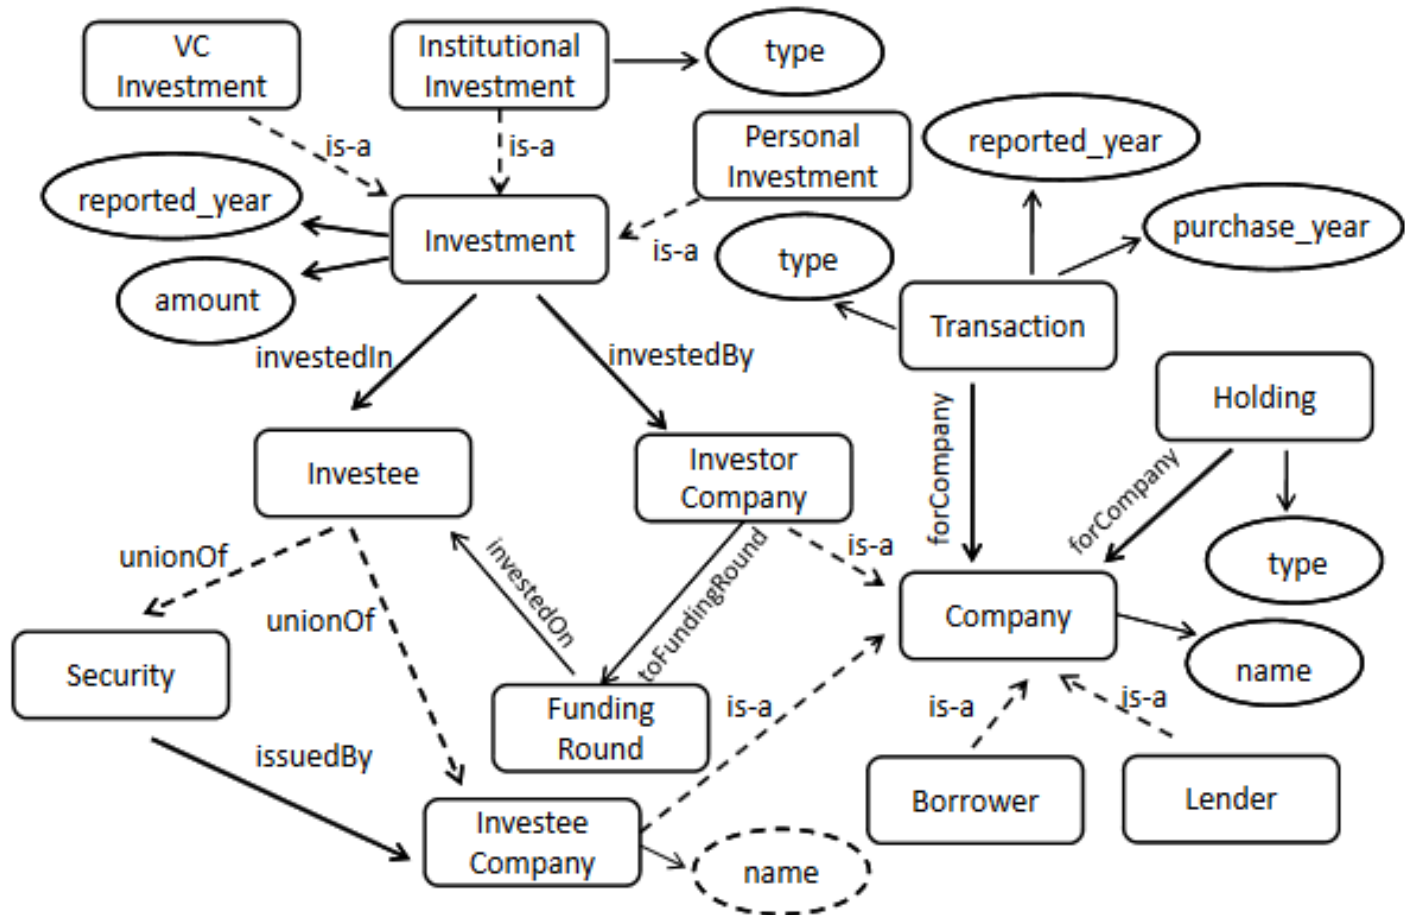 VC
Investment
Institutional
Investment
type
is-a
is-a
Personal
Investment
reported_year
reported_year
Investment
is-a
type
purchase_year
amount
Transaction
investedIn
investedBy
Holding
forCompany
forCompany
Investee
Investor
Company
unionOf
investedOn
toFundingRound
is-a
type
unionOf
Company
Security
name
Funding
Round
is-a
is-a
is-a
issuedBy
Borrower
Lender
Investee
Company
name